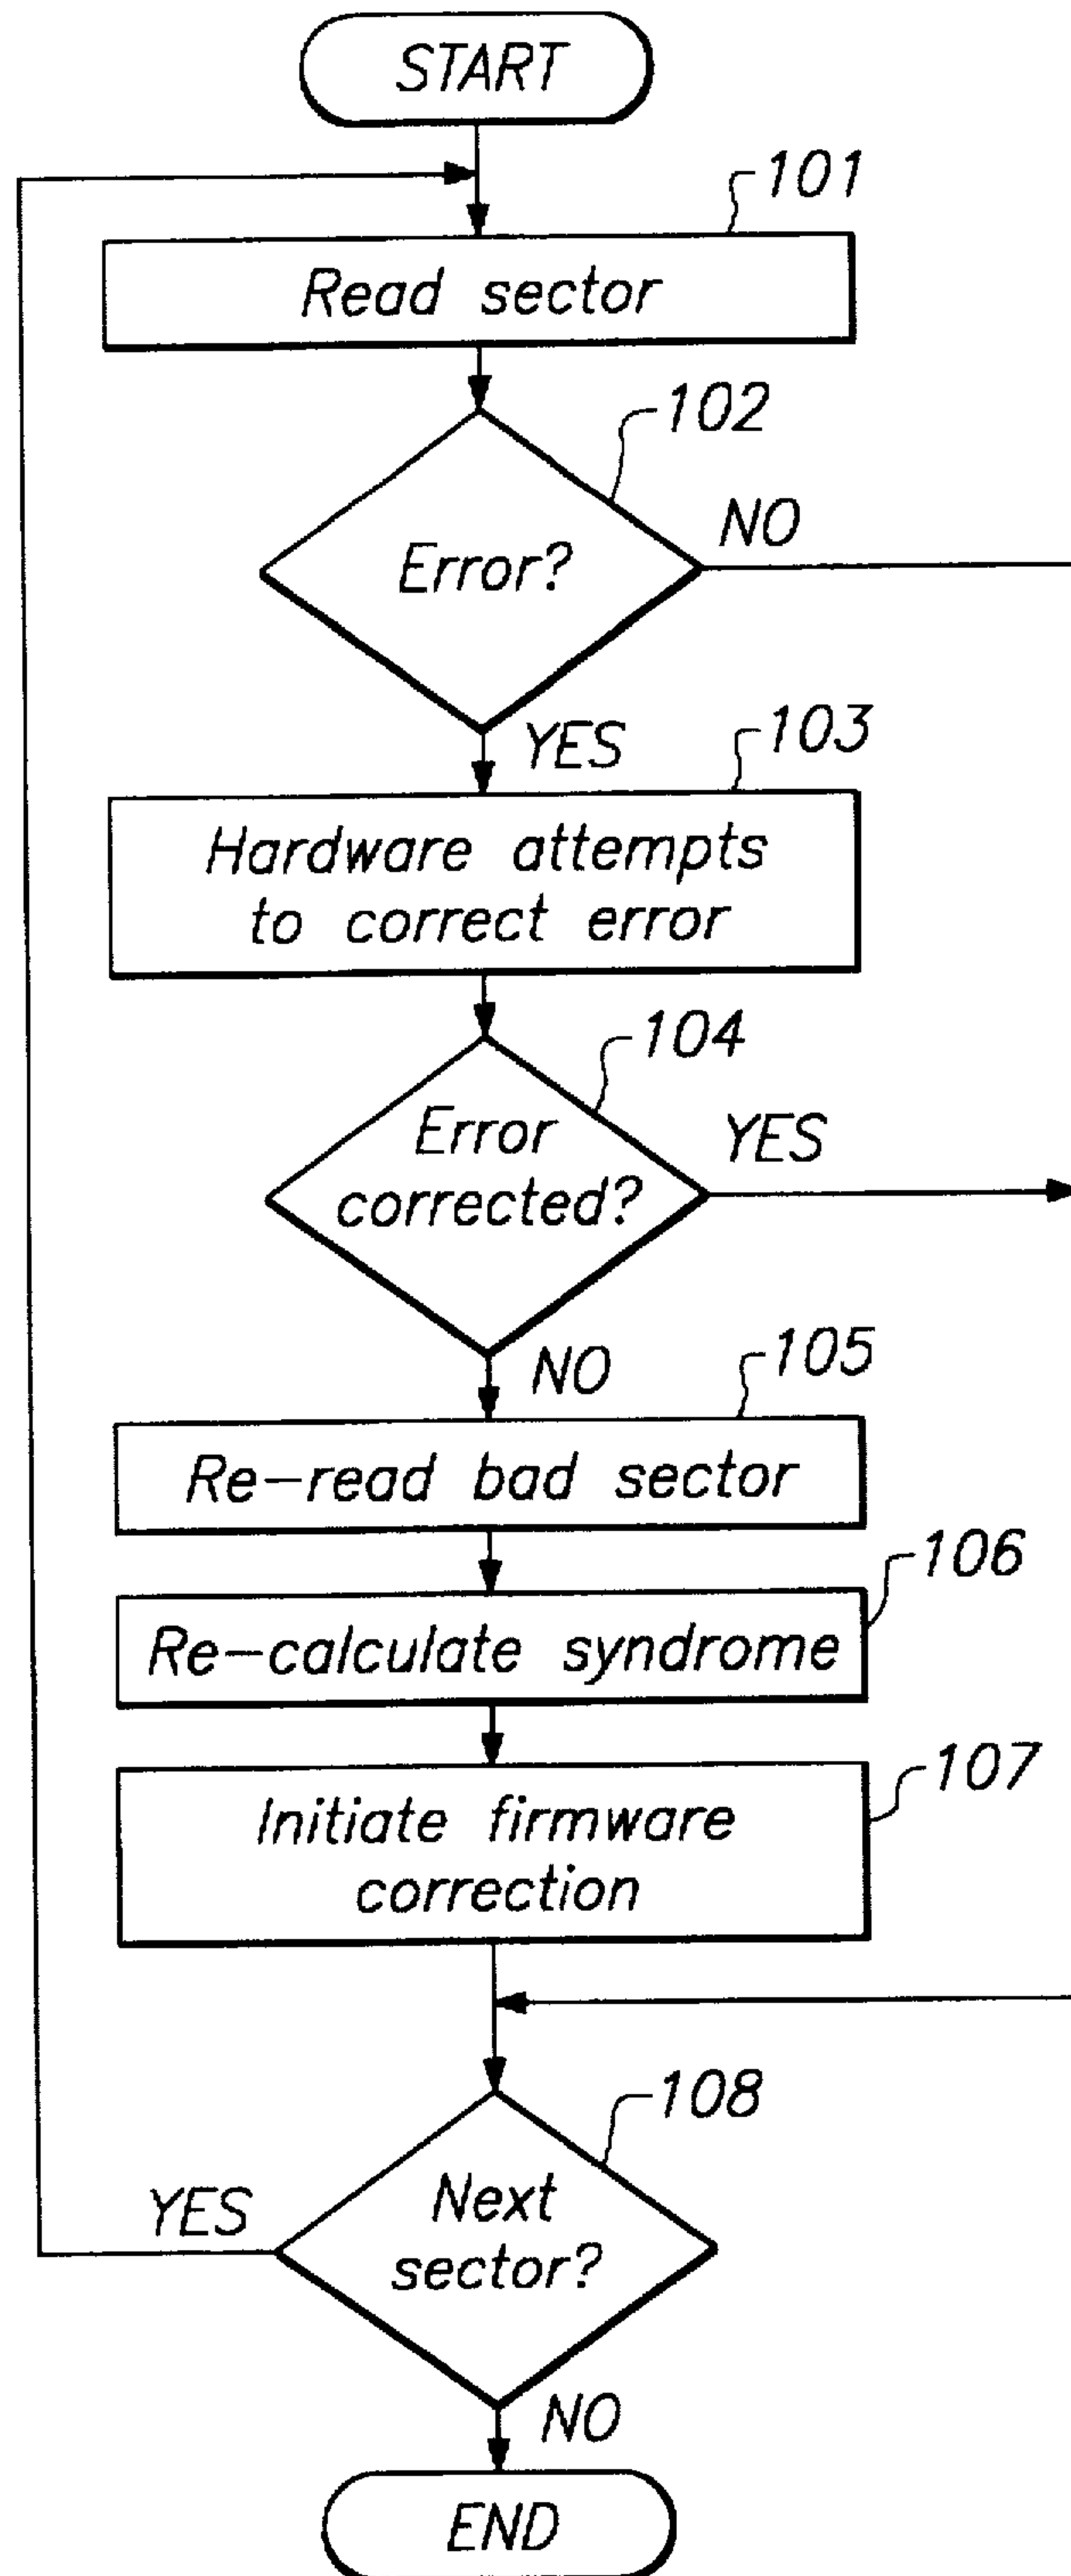 START
101
Read sector
102
Error?
NO
YES
103
Hardware attempts
to correct error
104
Error
corrected?
YES
NO
105
Re-read bad sector
106
Re-calculate syndrome
107
Initiate firmware
correction
108
Next
sector?
YES
NO
END